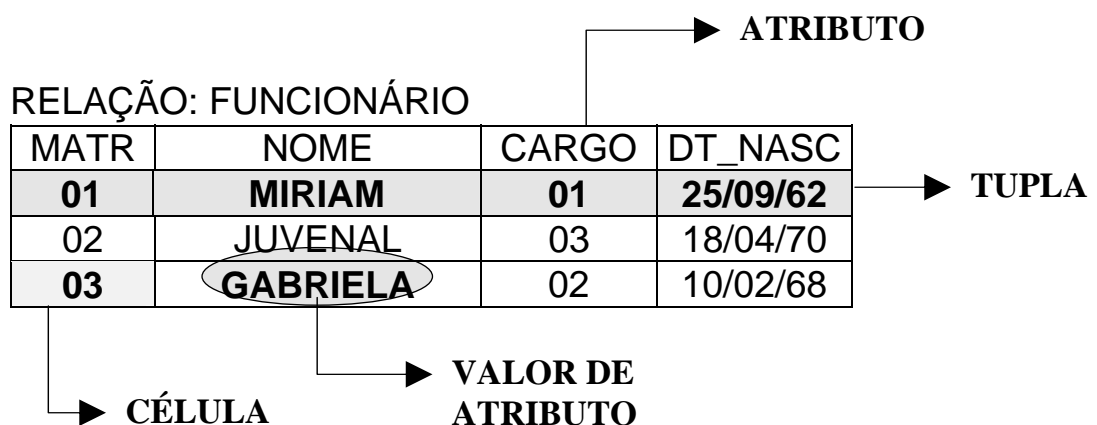 ATRIBUTO
RELAÇÃO: FUNCIONÁRIO
MATR NOME CARGO DT_NASC
01 MIRIAM 01 25/09/62
TUPLA
02 JUVENAL 03 18/04/70
03 GABRIELA 02 10/02/68
VALOR DE
ATRIBUTO
CÉLULA